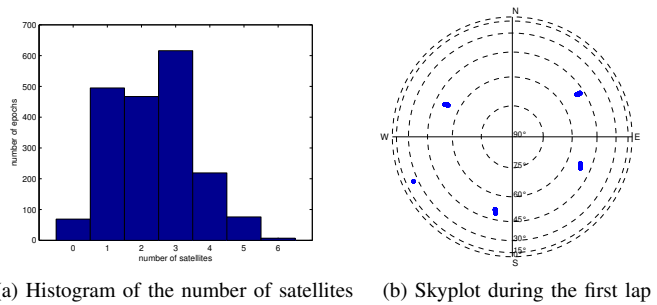 700
600
500
400
300
200
100
0
number of epochs
0 1 2 3 4 5 6
number of satellites
N
W
E
S
90°
75°
60°
45°
30°
15°
(a) Histogram of the number of satellites
(b) Skyplot during the first lap